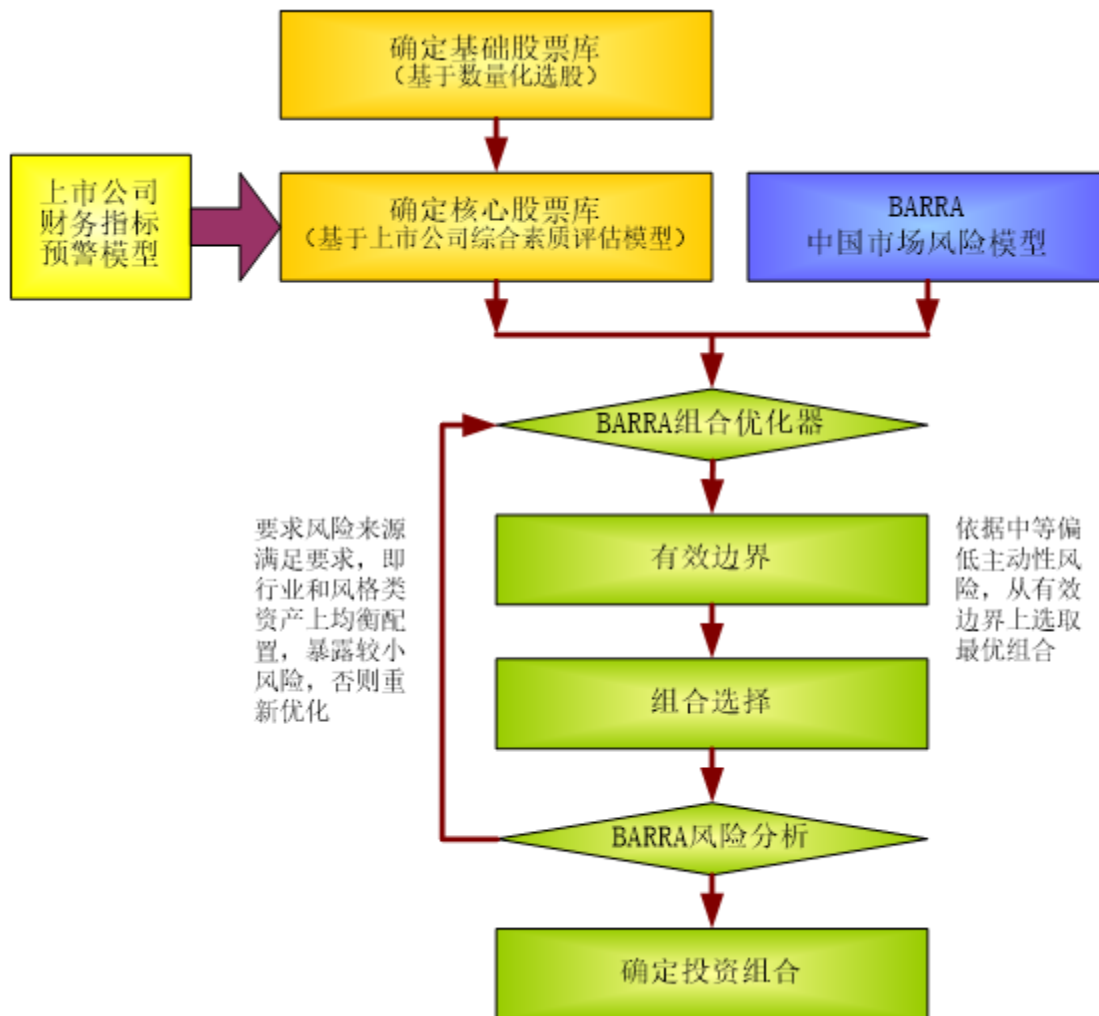 确定基础股票库
（基于数量化选股）
上市公司
财务指标
预警模型
确定核心股票库
（基于上市公司综合素质评估模型）
BARRA
中国市场风险模型
BARRA组合优化器
要求风险来源
满足要求，即
行业和风格类
资产上均衡配
置，暴露较小
风险，否则重
新优化
有效边界
依据中等偏
低主动性风
险，从有效
边界上选取
最优组合
组合选择
BARRA风险分析
确定投资组合